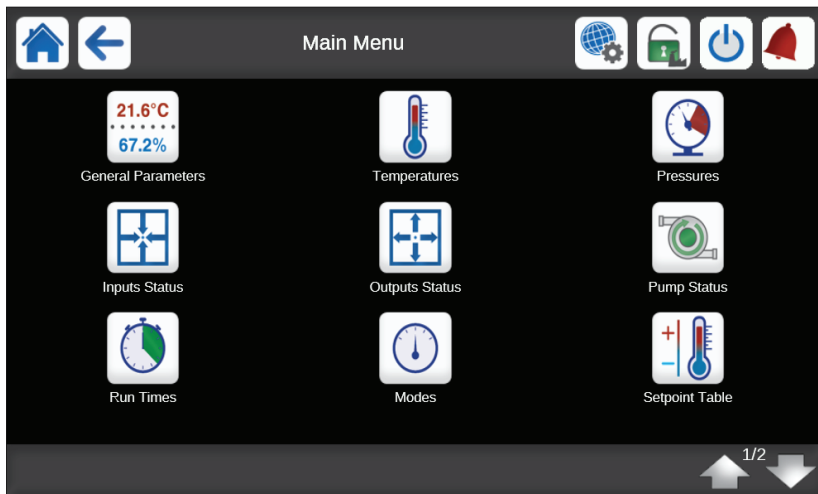 Main Menu
21.6°C
67.2%
General Parameters
Temperatures
Pressures
Inputs Status
Outputs Status
Pump Status
Run Times
Modes
Setpoint Table
1/2